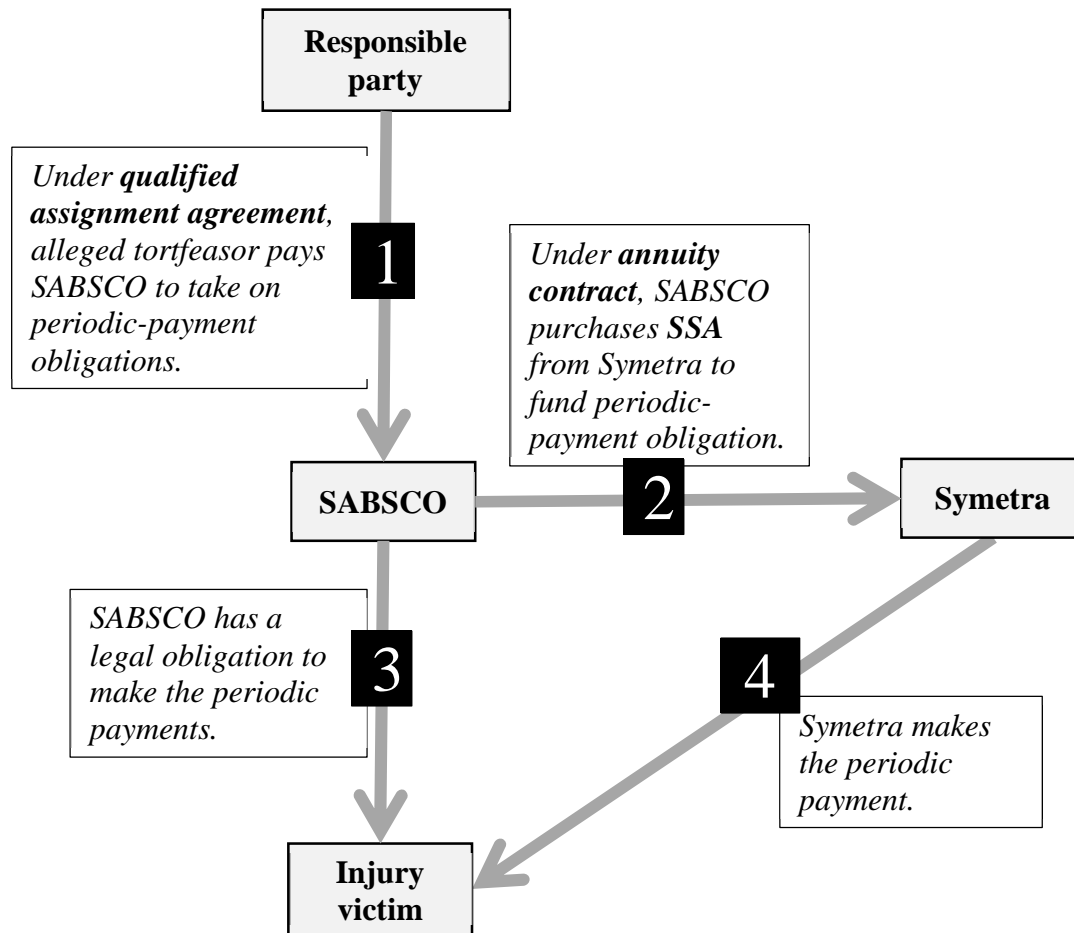 Responsible
party
Under qualified
assignment agreement,
alleged tortfeasor pays
SABSCO to take on
periodic-payment
obligations.
1
Under annuity
contract, SABSCO
purchases SSA
from Symetra to
fund periodic-
payment obligation.
SABSCO
2
Symetra
SABSCO has a
legal obligation to
make the periodic
payments.
3
4
Symetra makes
the periodic
payment.
Injury
victim